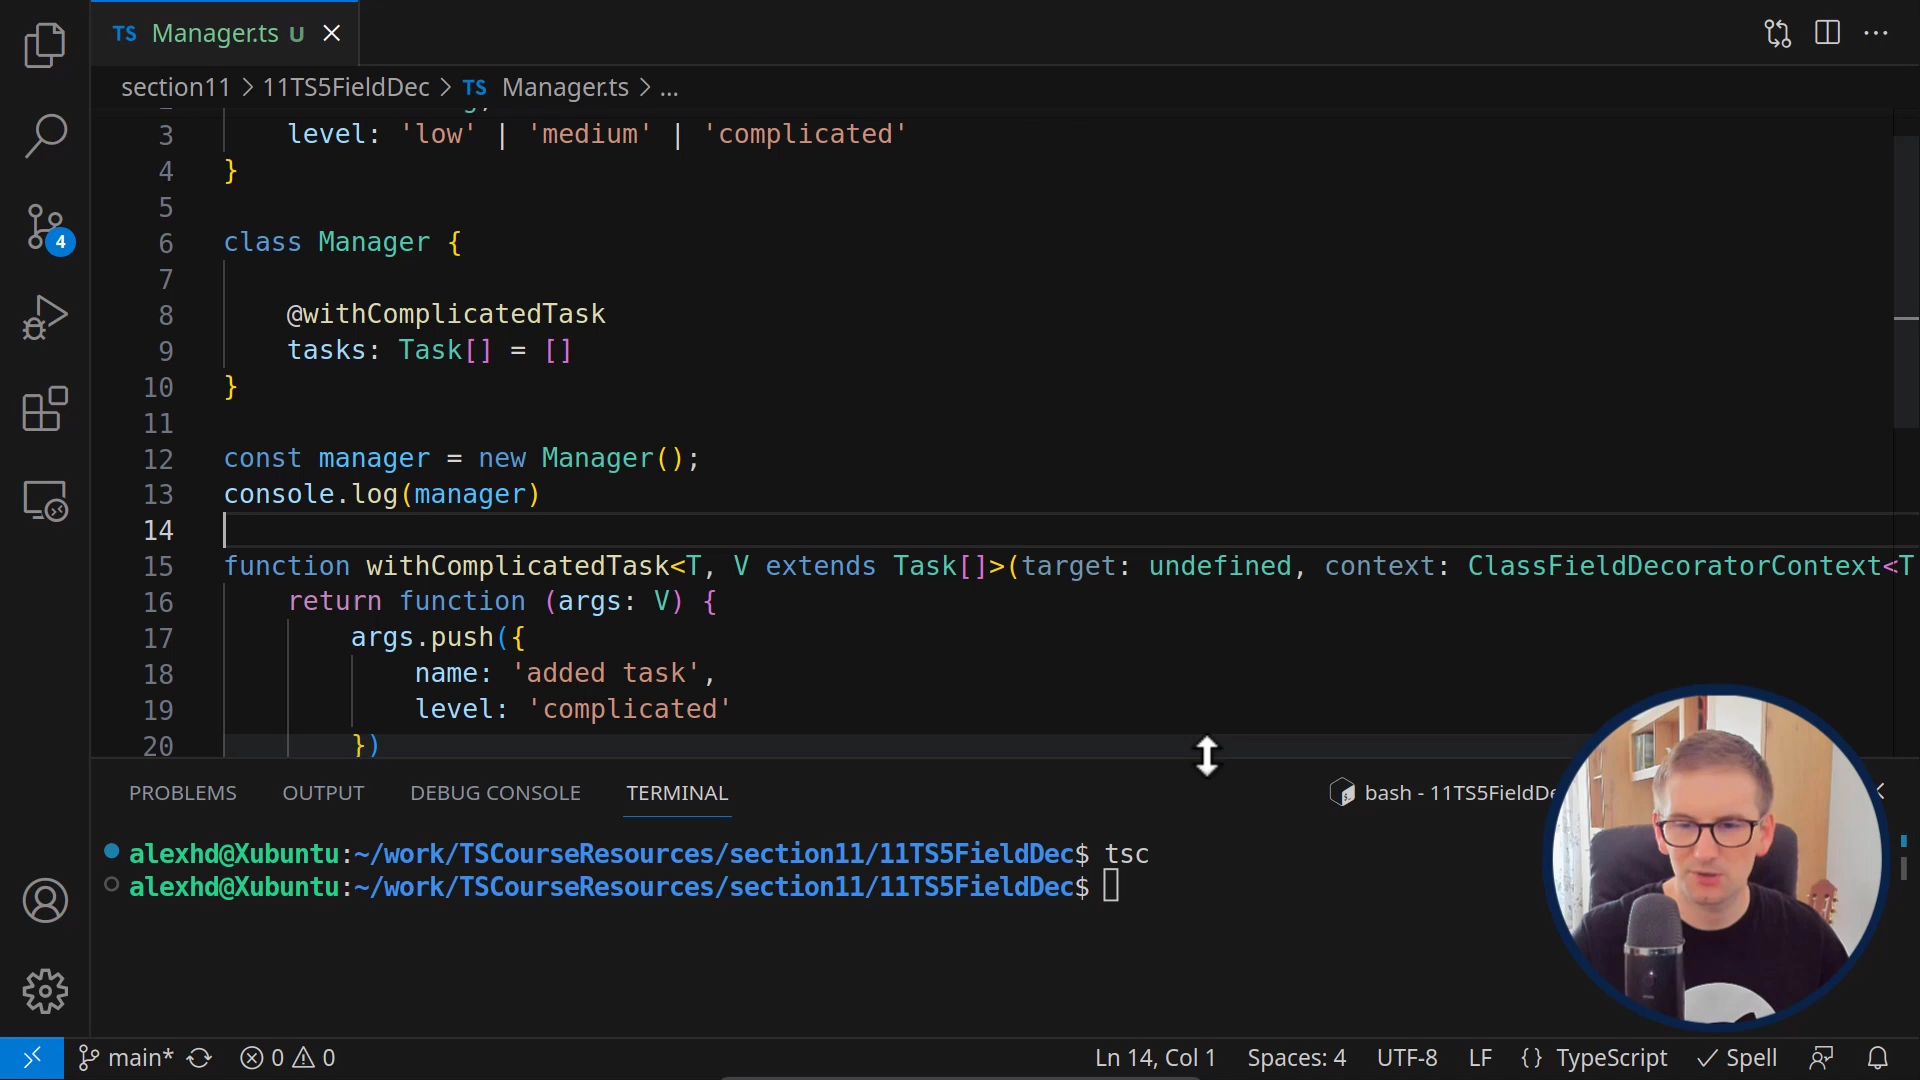 TS Manager.ts U
section11 > 11TS5FieldDec > TS Manager.ts > ...
3 level: 'low' | 'medium' | 'complicated'
4 }
5
6 class Manager {
7
8 @withComplicatedTask
9 tasks: Task[] = []
10 }
11
12 const manager = new Manager();
13 console.log(manager)
14
15 function withComplicatedTask<T, V extends Task[]>(target: undefined, context: ClassFieldDecoratorContext<T
16 return function (args: V) {
17 args.push({
18 name: 'added task',
19 level: 'complicated'
20 })
PROBLEMS OUTPUT DEBUG CONSOLE TERMINAL bash - 11TS5FieldDe
alexhd@Xubuntu:~/work/TSCourseResources/section11/11TS5FieldDec$ tsc
alexhd@Xubuntu:~/work/TSCourseResources/section11/11TS5FieldDec$
4
main* 0 0 Ln 14, Col 1 Spaces: 4 UTF-8 LF {} TypeScript Spell